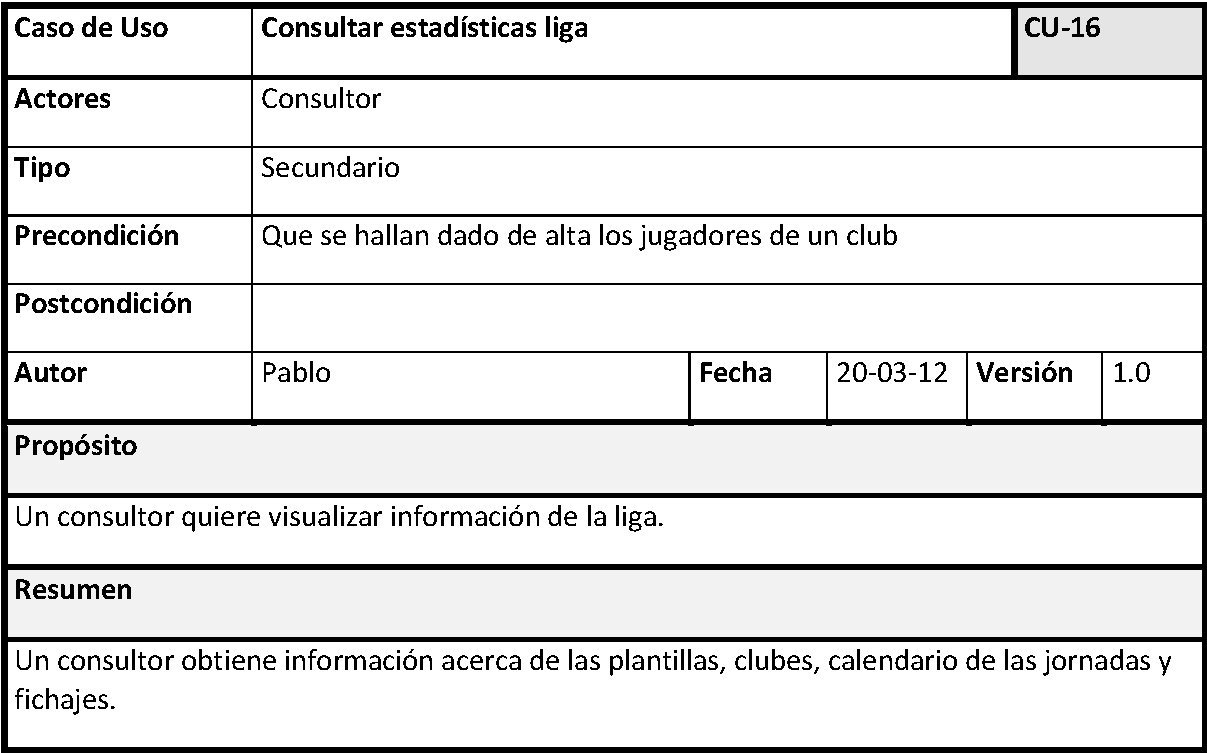 Caso de Uso Consultar estadísticas liga CU-16
Actores Consultor
Tipo Secundario
Precondición Que se hallan dado de alta los jugadores de un club
Postcondición
Autor Pablo Fecha 20-03-12 Versión 1.0
Propósito
Un consultor quiere visualizar información de la liga.
Resumen
Un consultor obtiene información acerca de las plantillas, clubes, calendario de las jornadas y
fichajes.